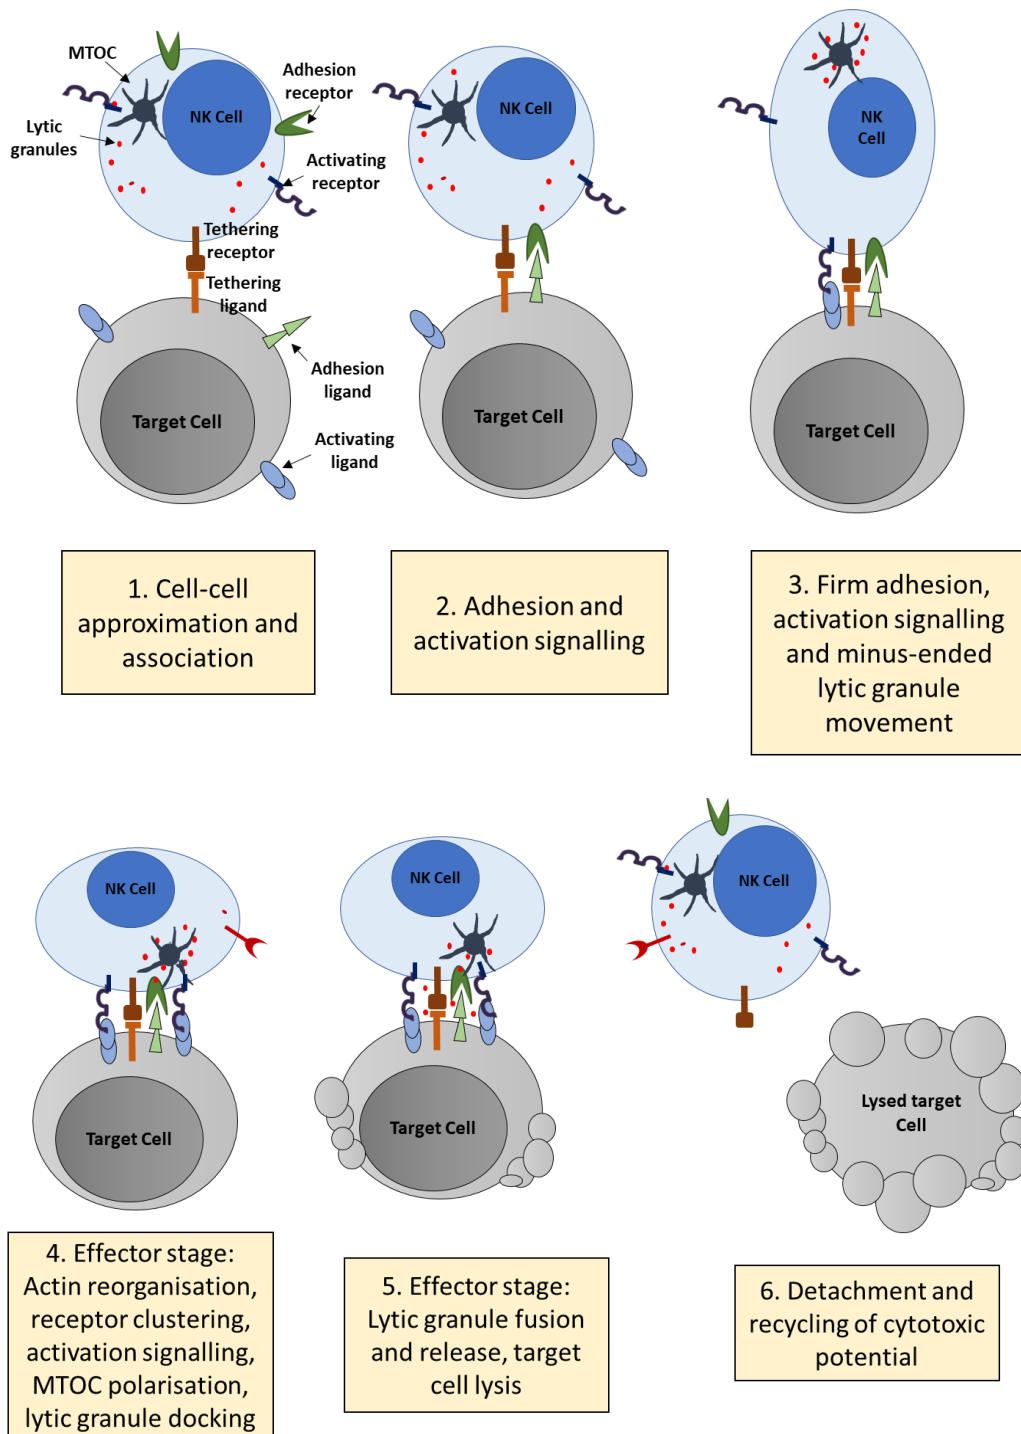 MTOC
Adhesion
receptor
NK Cell
Lytic
granules
Activating
receptor
Tethering
receptor
Tethering
ligand
Adhesion
ligand
Target Cell
Activating
ligand
NK Cell
Target Cell
NK
Cell
Target Cell
1. Cell-cell
approximation and
association
2. Adhesion and
activation signalling
3. Firm adhesion,
activation signalling
and minus-ended
lytic granule
movement
NK Cell
Target Cell
NK Cell
Target Cell
NK Cell
Lysed target
Cell
4. Effector stage:
Actin reorganisation,
receptor clustering,
activation signalling,
MTOC polarisation,
lytic granule docking
5. Effector stage:
Lytic granule fusion
and release, target
cell lysis
6. Detachment and
recycling of cytotoxic
potential